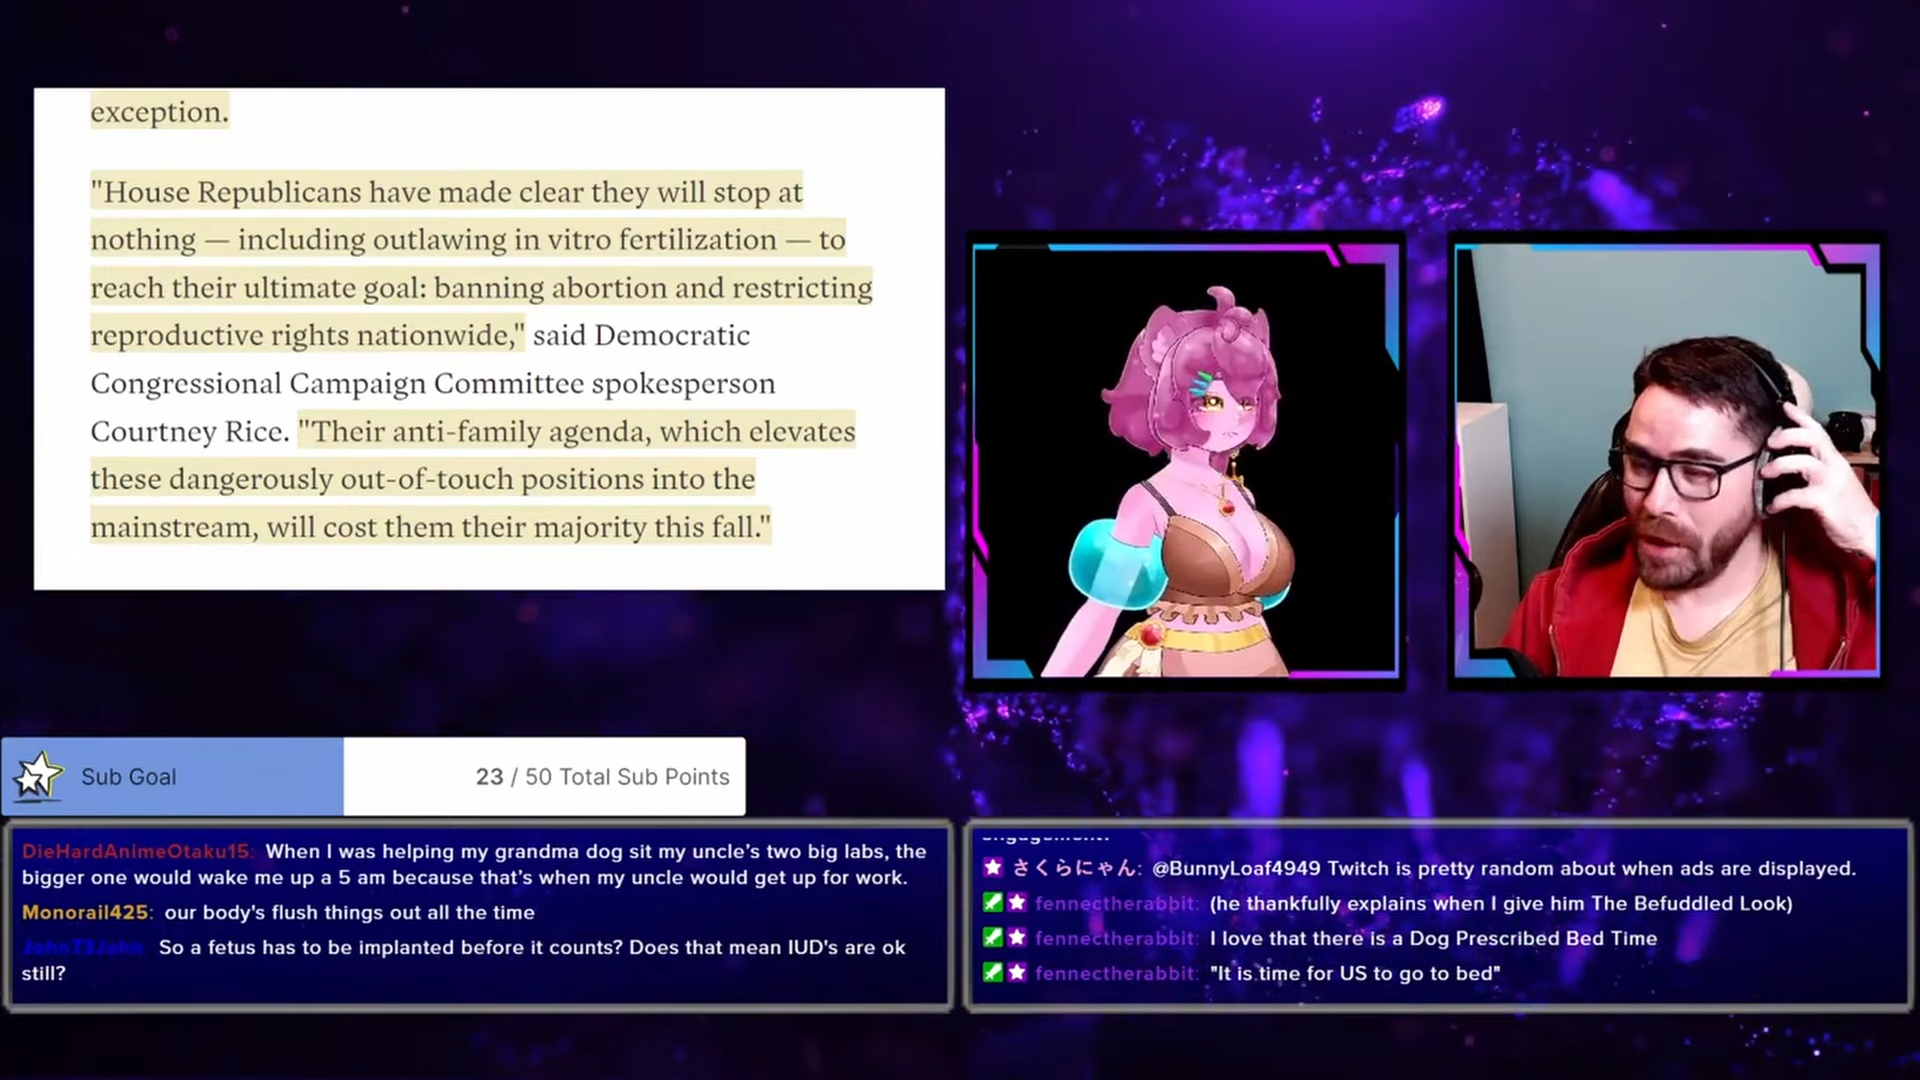 exception.
"House Republicans have made clear they will stop at
nothing — including outlawing in vitro fertilization — to
reach their ultimate goal: banning abortion and restricting
reproductive rights nationwide," said Democratic
Congressional Campaign Committee spokesperson
Courtney Rice. "Their anti-family agenda, which elevates
these dangerously out-of-touch positions into the
mainstream, will cost them their majority this fall."
Sub Goal
23 / 50 Total Sub Points
DieHardAnimeOtaku15: When I was helping my grandma dog sit my uncle's two big labs, the
bigger one would wake me up a 5 am because that's when my uncle would get up for work.
Monorail425: our body's flush things out all the time
John73John: So a fetus has to be implanted before it counts? Does that mean IUD's are ok
still?
さくらにゃん: @BunnyLoaf4949 Twitch is pretty random about when ads are displayed.
fennectherabbit: (he thankfully explains when I give him The Befuddled Look)
fennectherabbit: I love that there is a Dog Prescribed Bed Time
fennectherabbit: "It is time for US to go to bed"